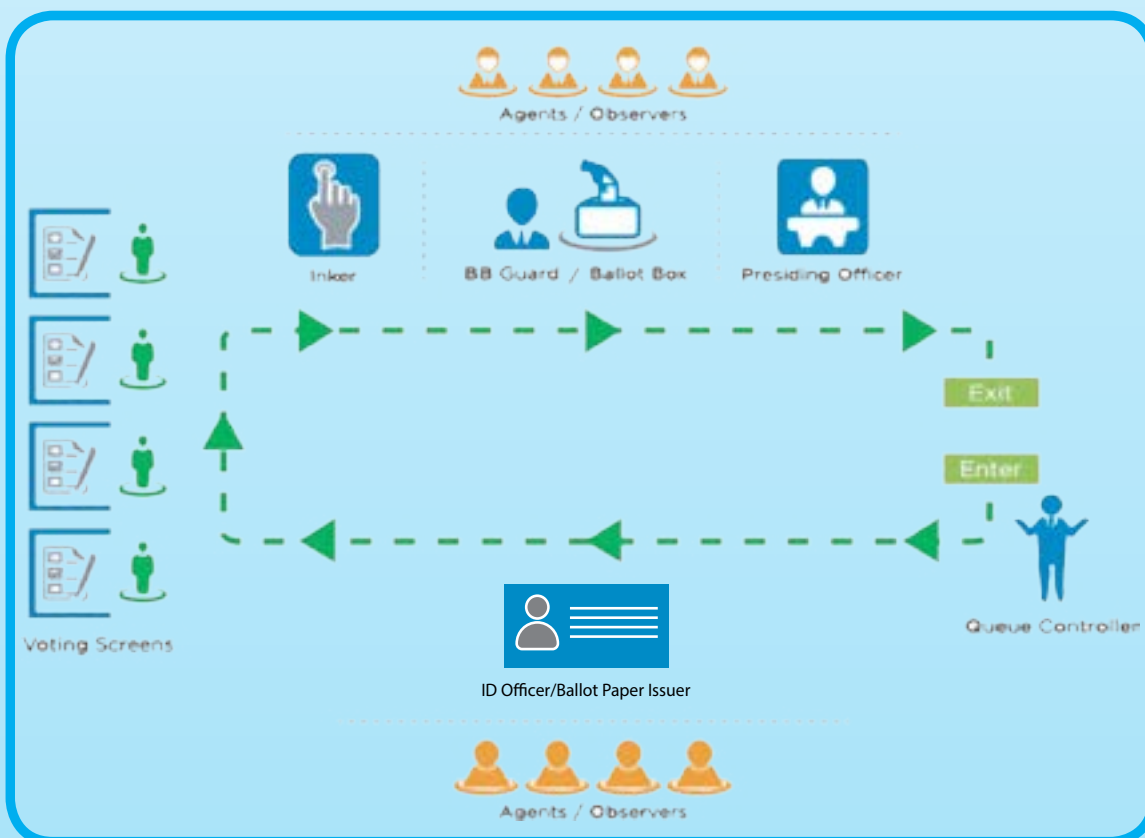 Agents / Observers
Inker
BB Guard / Ballot Box
Presiding Officer
Exit
Enter
Queue Controller
Voting Screens
ID Officer/Ballot Paper Issuer
Agents / Observers